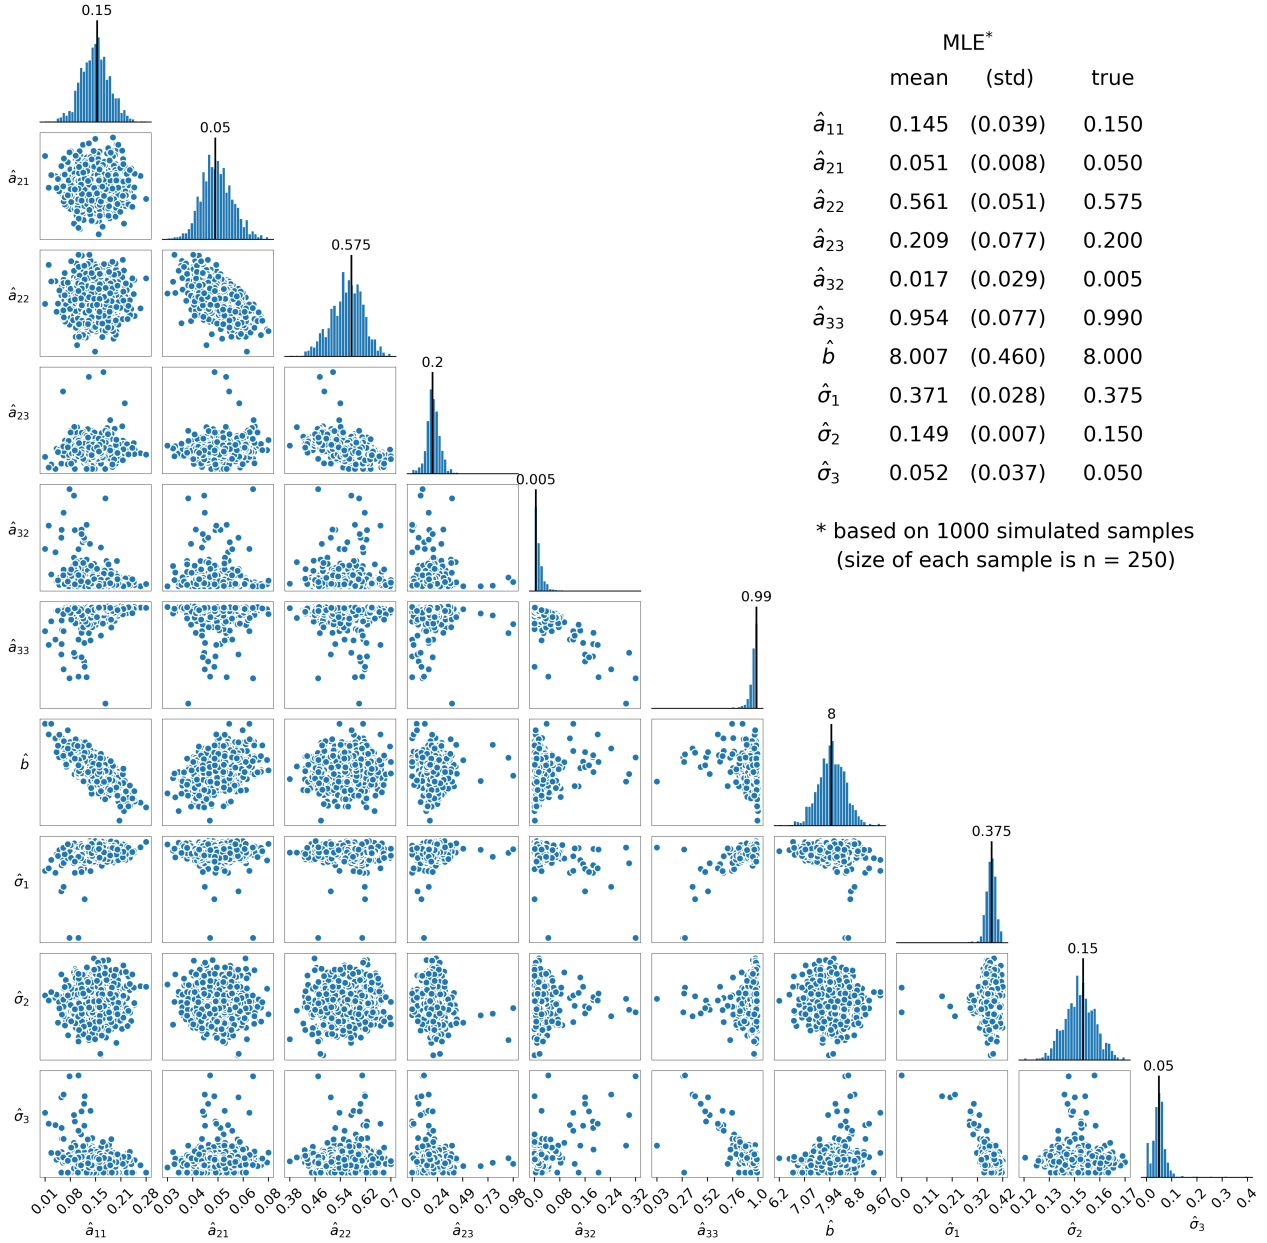 0.15
MLE*
mean (std) true
â11 0.145 (0.039) 0.150
0.05
â21 0.051 (0.008) 0.050
â21
â22 0.561 (0.051) 0.575
â23 0.209 (0.077) 0.200
0.575
â32 0.017 (0.029) 0.005
â22
â33 0.954 (0.077) 0.990
b̂ 8.007 (0.460) 8.000
0.2
σ̂1 0.371 (0.028) 0.375
â23
σ̂2 0.149 (0.007) 0.150
σ̂3 0.052 (0.037) 0.050
0.005
â32
* based on 1000 simulated samples
(size of each sample is n = 250)
0.99
â33
8
b̂
0.375
σ̂1
0.15
σ̂2
0.05
σ̂3
0.01 0.08 0.15 0.21 0.28 0.03 0.04 0.05 0.06 0.08 0.38 0.46 0.54 0.62 0.7 0.0 0.24 0.49 0.73 0.98 0.0 0.08 0.16 0.24 0.32 0.03 0.27 0.52 0.76 1.0 6.2 7.07 7.94 8.8 9.67 0.0 0.11 0.21 0.32 0.42 0.12 0.13 0.15 0.16 0.17 0.0 0.1 0.2 0.3 0.4
â11 â21 â22 â23 â32 â33 b̂ σ̂1 σ̂2 σ̂3